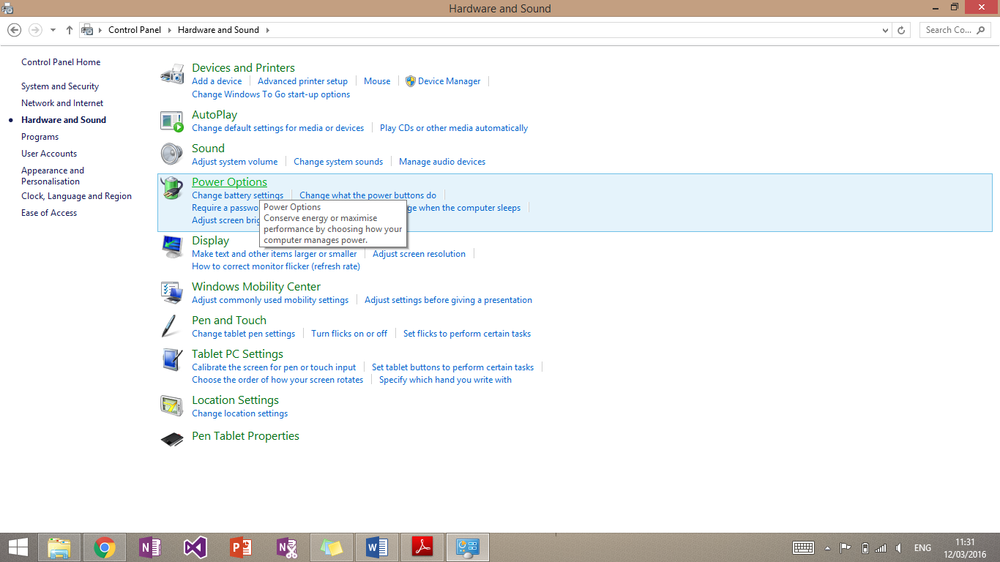 Hardware and Sound
Control Panel Hardware and Sound
Search Co...
Control Panel Home
System and Security
Network and Internet
Hardware and Sound
Programs
User Accounts
Appearance and
Personalisation
Clock, Language and Region
Ease of Access
Devices and Printers
Add a device Advanced printer setup Mouse Device Manager
Change Windows To Go start-up options
AutoPlay
Change default settings for media or devices Play CDs or other media automatically
Sound
Adjust system volume Change system sounds Manage audio devices
Power Options
Change battery settings Change what the power buttons do
Require a when the computer sleeps
Adjust screen
Power Options
Conserve energy or maximise
performance by choosing how your
computer manages power.
Display
Make text and other items larger or smaller Adjust screen resolution
How to correct monitor flicker (refresh rate)
Windows Mobility Center
Adjust commonly used mobility settings Adjust settings before giving a presentation
Pen and Touch
Change tablet pen settings Turn flicks on or off Set flicks to perform certain tasks
Tablet PC Settings
Calibrate the screen for pen or touch input Set tablet buttons to perform certain tasks
Choose the order of how your screen rotates Specify which hand you write with
Location Settings
Change location settings
Pen Tablet Properties
ENG
11:31
12/03/2016